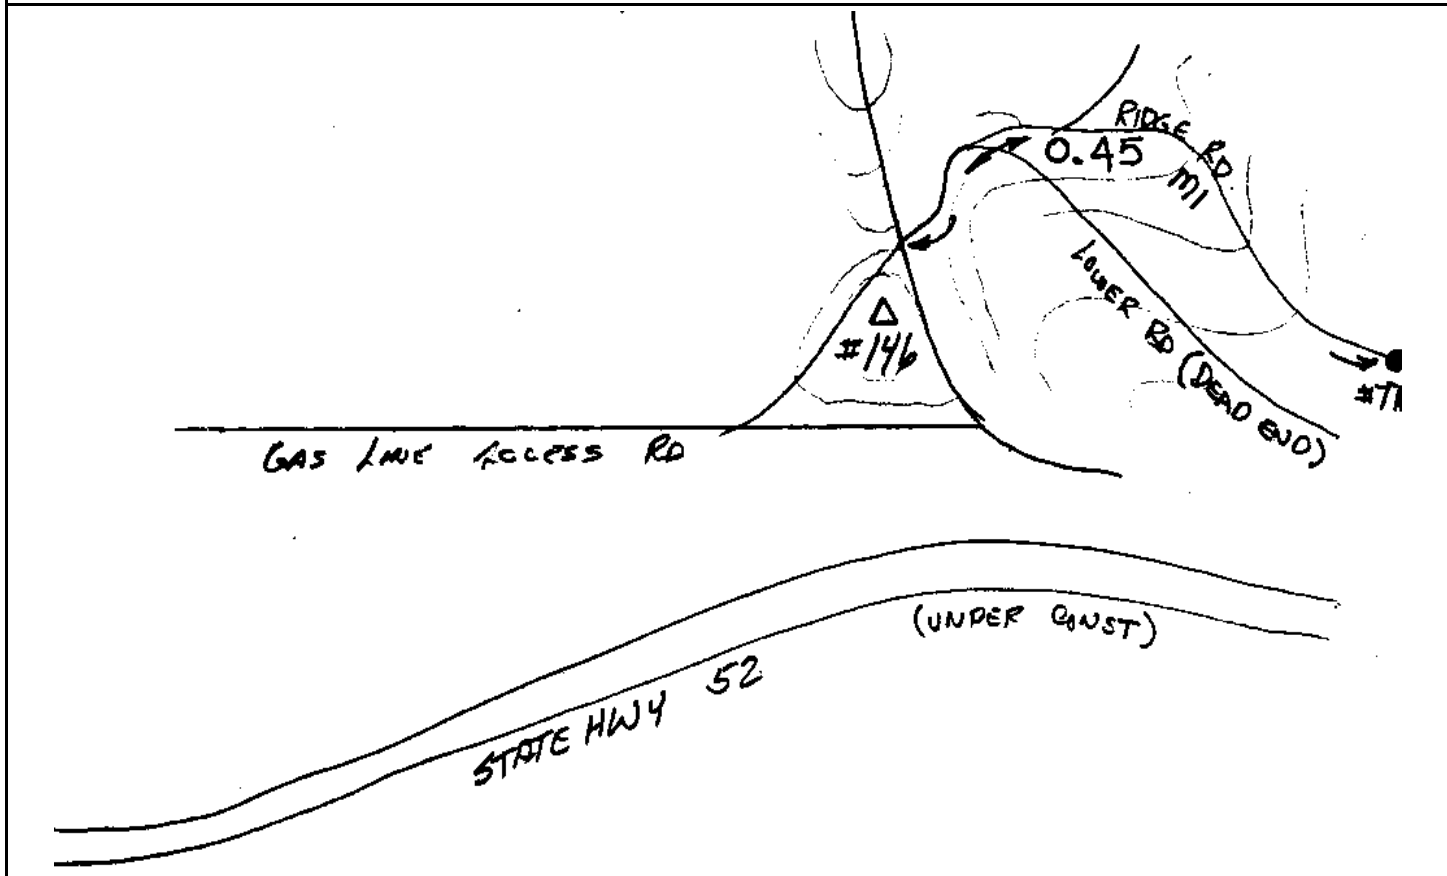 RIDGE RD
0.45
MI
LOWER RD (DEAD END)
#146
GAS LINE ACCESS RD
(UNDER CONST)
STATE HWY 52